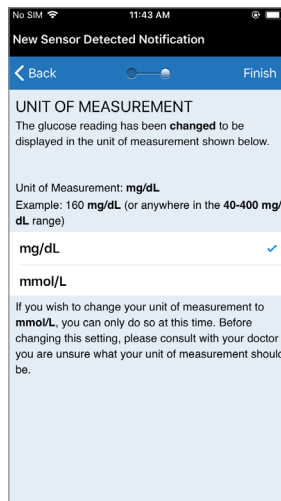 No SIM 11:43 AM
New Sensor Detected Notification
Back Finish
UNIT OF MEASUREMENT
The glucose reading has been changed to be
displayed in the unit of measurement shown below.
Unit of Measurement: mg/dL
Example: 160 mg/dL (or anywhere in the 40-400 mg/
dL range)
mg/dL
mmol/L
If you wish to change your unit of measurement to
mmol/L, you can only do so at this time. Before
changing this setting, please consult with your doctor
you are unsure what your unit of measurement should
be.